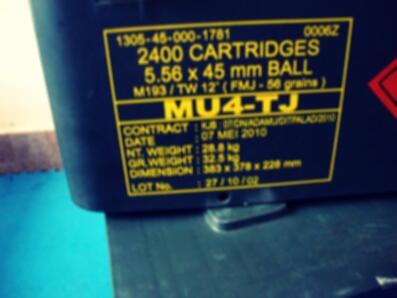 1305-45-000-1781 0006Z
2400 CARTRIDGES
5.56 x 45 mm BALL
M193 / TW 12" ( FMJ - 56 grains )
MU4-TJ
CONTRACT :
DATE : 07 MEI 2010
NT. WEIGHT : 28.8 kg
GR.WEIGHT : 32.5 kg
DIMENSION : 383 x 378 x 228 mm
LOT No. : 27 / 10 / 02